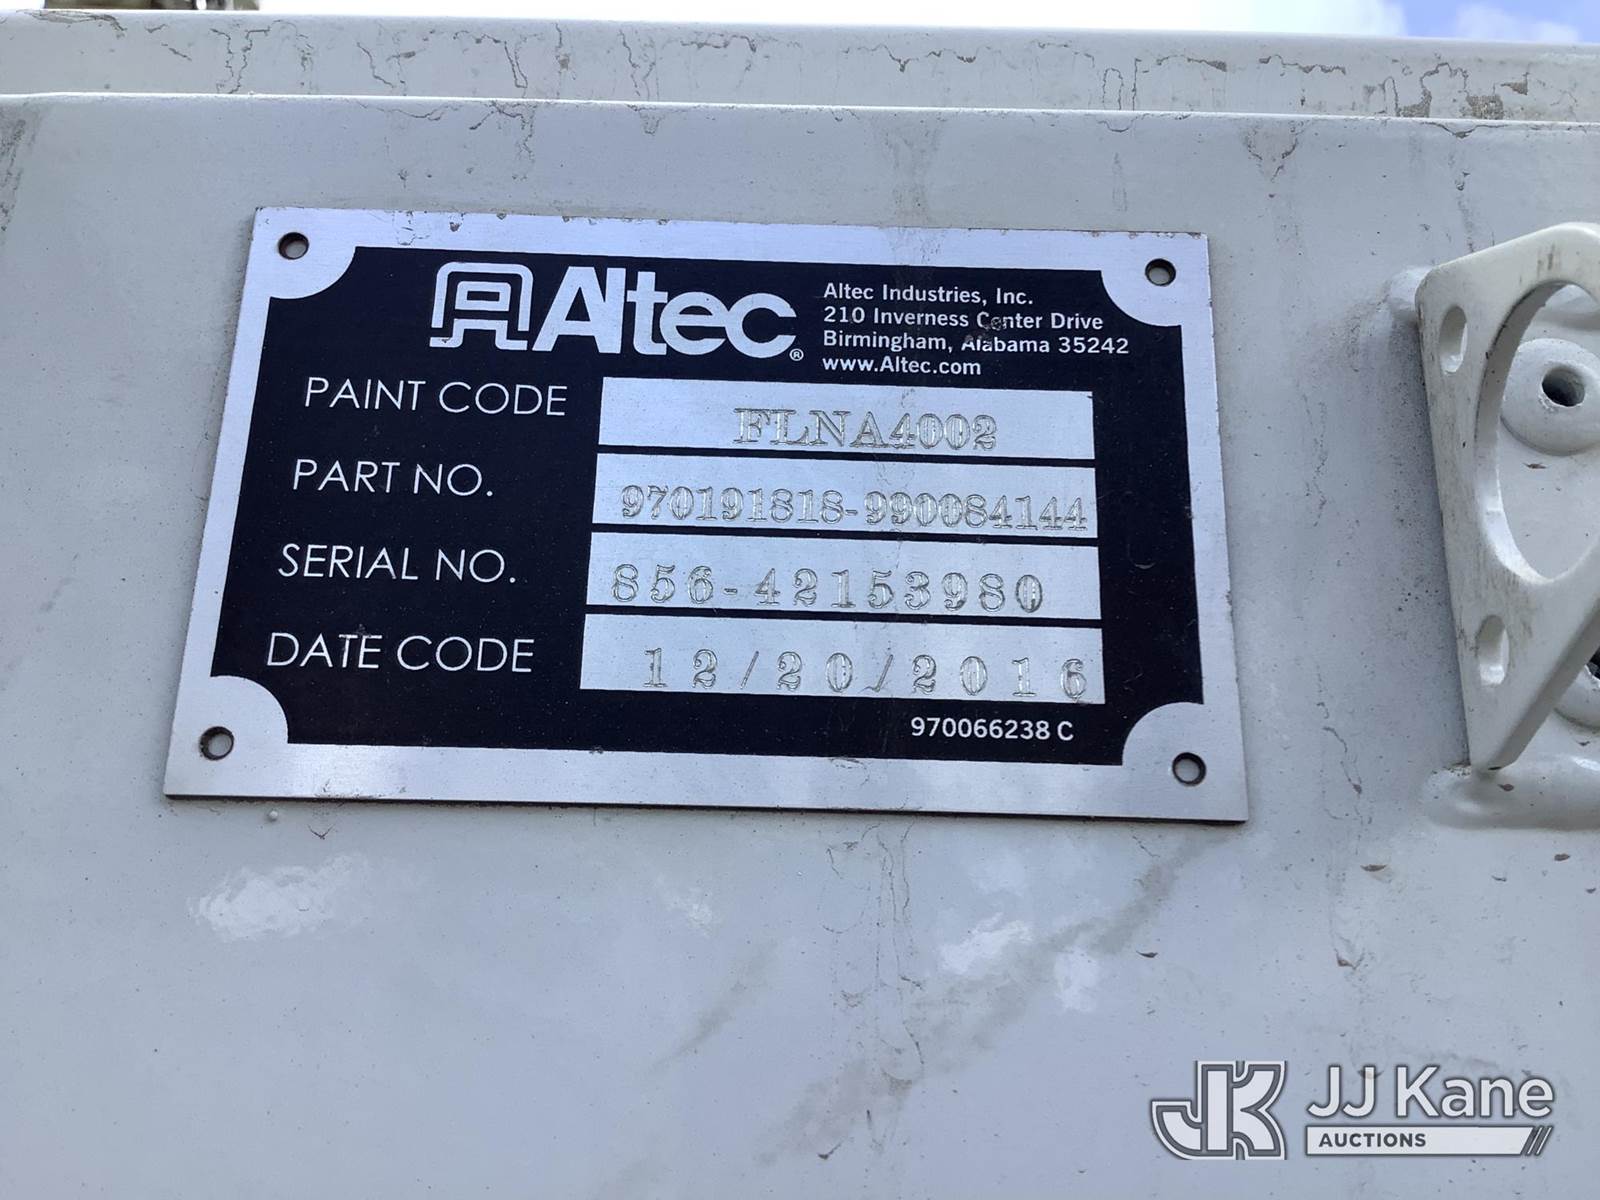 Altec®
Altec Industries, Inc.
210 Inverness Center Drive
Birmingham, Alabama 35242
www.Altec.com
PAINT CODE FLNA4002
PART NO. 970191818-990084144
SERIAL NO. 856-42153980
DATE CODE 12/20/2016
970066238 C
JK JJ Kane
AUCTIONS